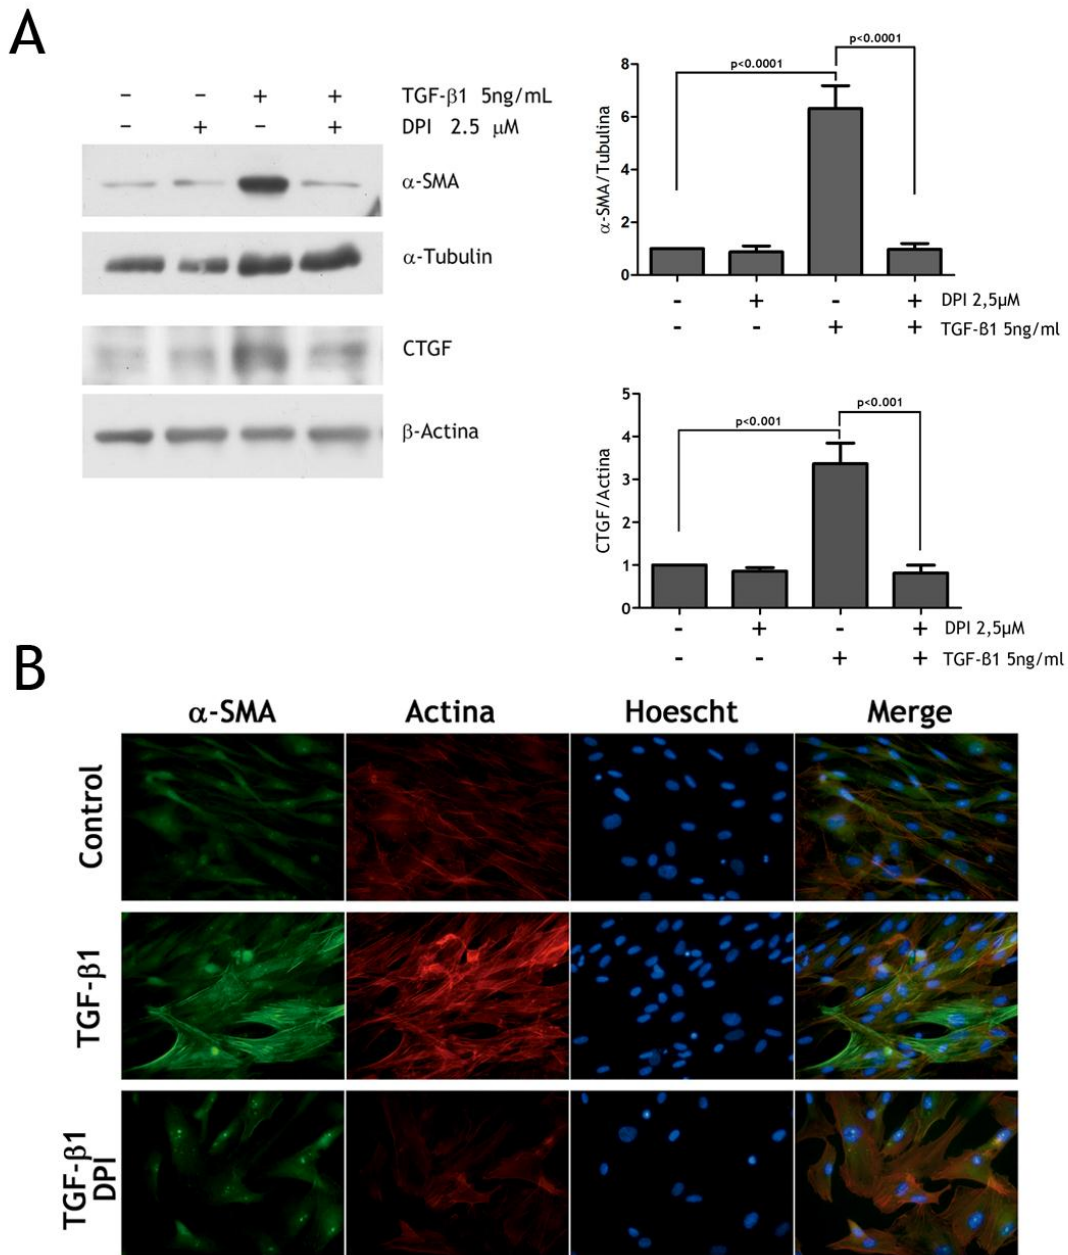 A
- - + + TGF-β1 5ng/mL
- + - + DPI 2.5 μM
α-SMA
α-Tubulin
CTGF
β-Actina
p<0.0001
p<0.0001
8
6
4
2
0
α-SMA/Tubulina
- + - + DPI 2,5μM
- - + + TGF-ß1 5ng/ml
p<0.001
p<0.001
5
4
3
2
1
0
CTGF/Actina
- + - + DPI 2,5μM
- - + + TGF-ß1 5ng/ml
B
α-SMA Actina Hoescht Merge
Control
TGF-β1
TGF-β1
DPI